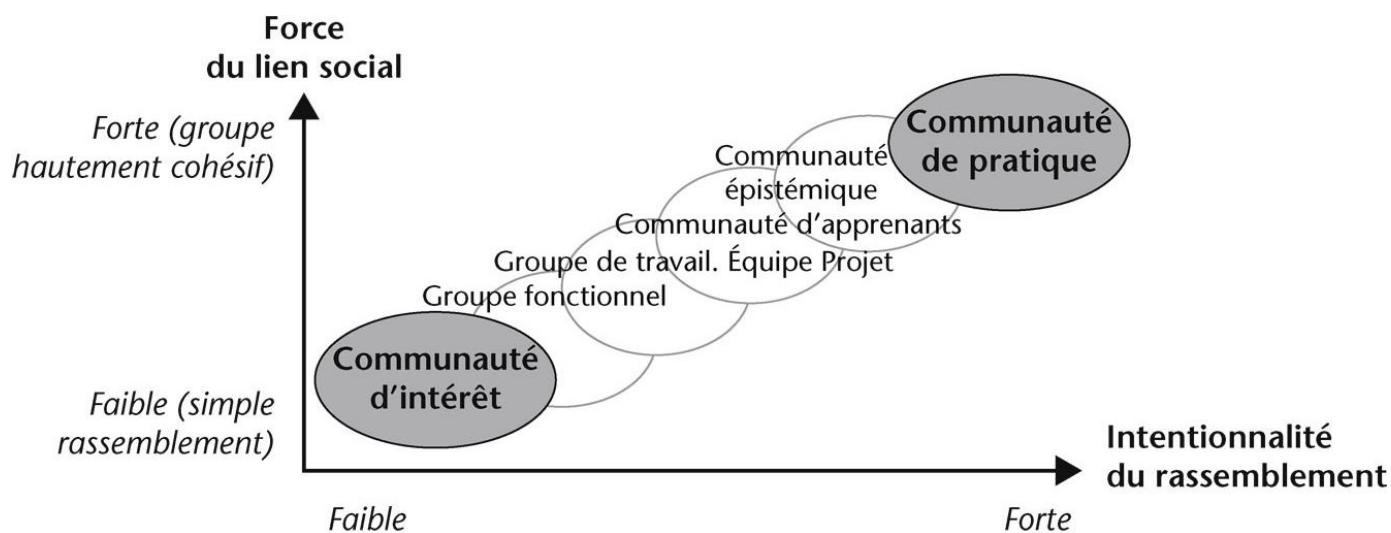 Force
du lien social
Forte (groupe
hautement cohésif)
Communauté
de pratique
Communauté
épistémique
Communauté d’apprenants
Groupe de travail. Équipe Projet
Groupe fonctionnel
Communauté
d’intérêt
Faible (simple
rassemblement)
Intentionnalité
du rassemblement
Faible
Forte